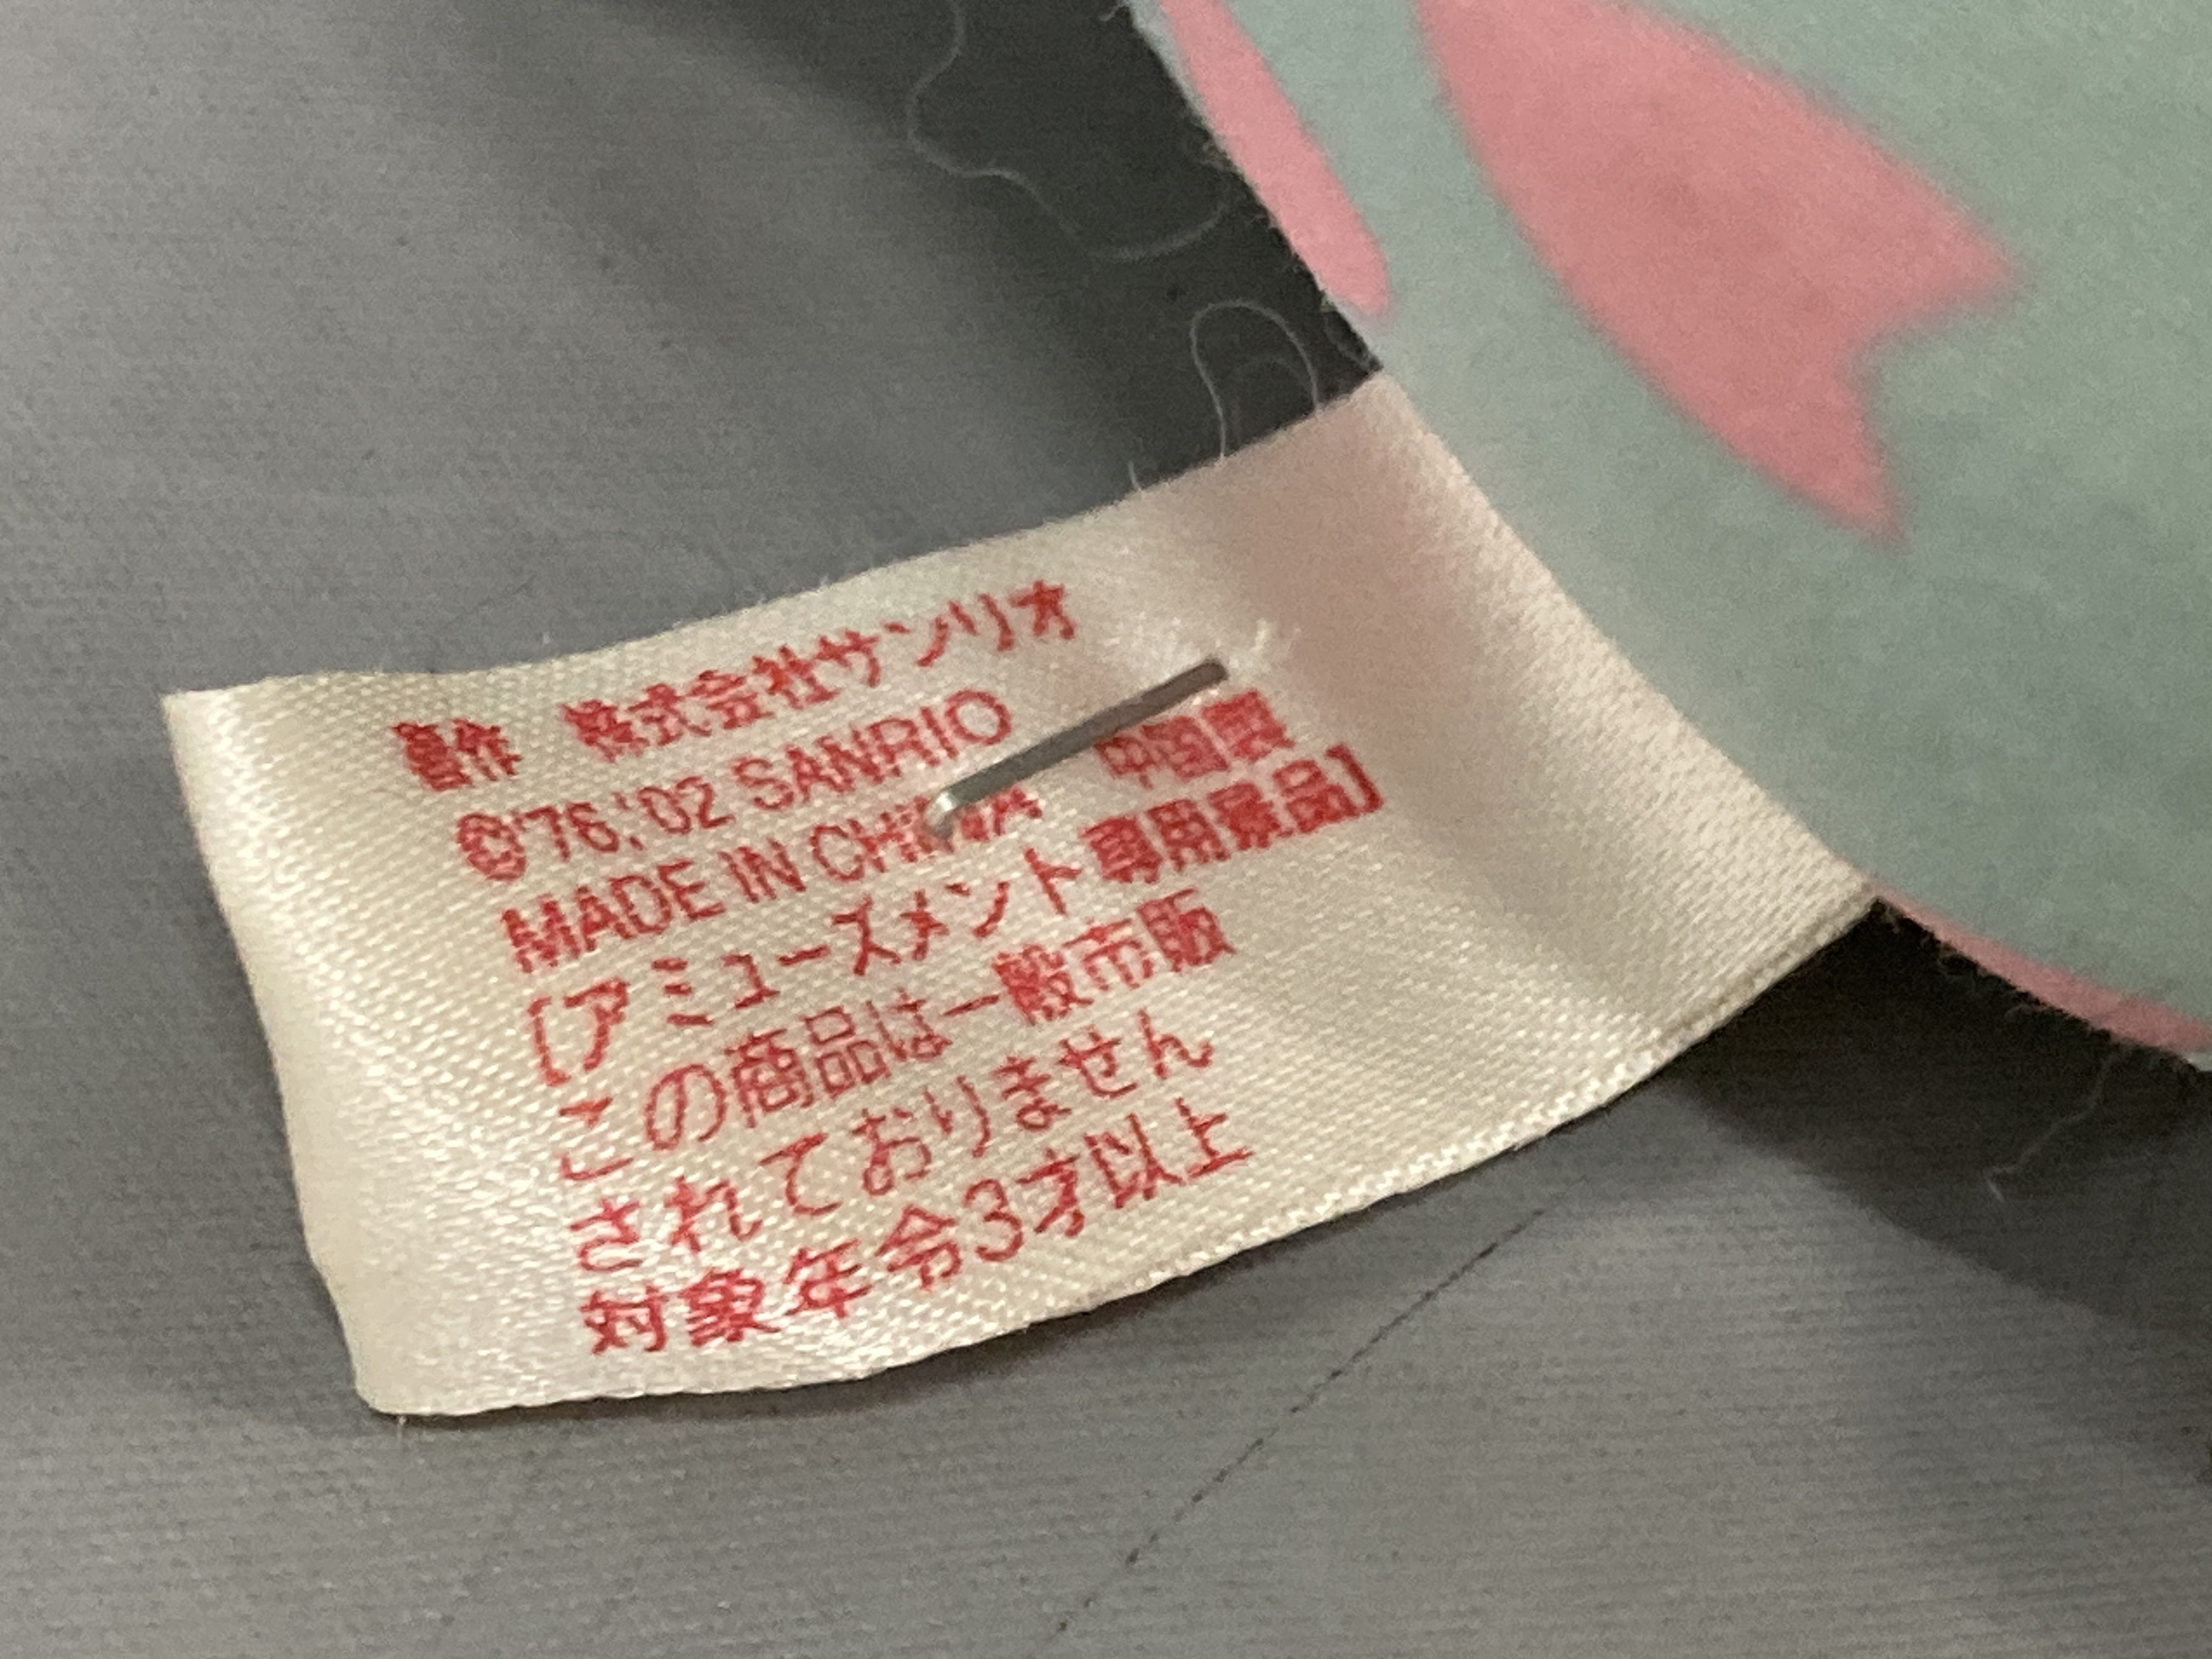 著作　株式会社サンリオ
©'76,'02 SANRIO
MADE IN CHINA　中国製
[アミューズメント専用景品]
この商品は一般市販
されておりません
対象年令3才以上